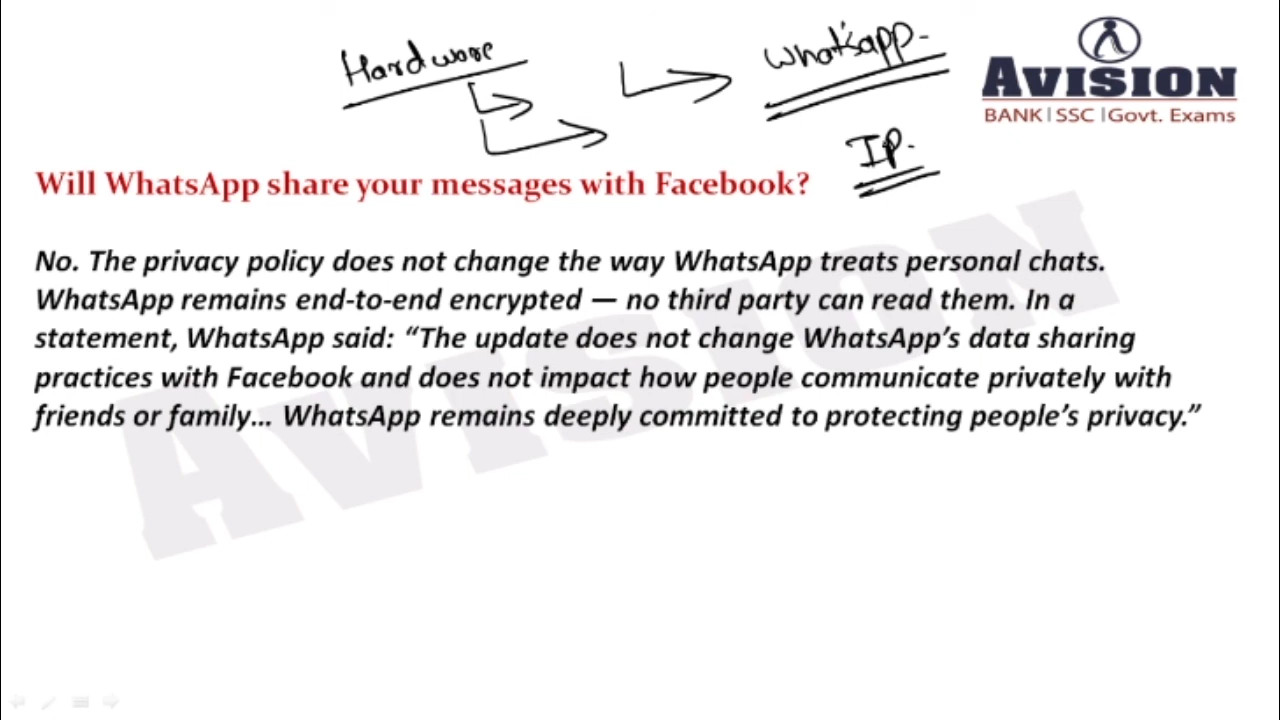 Hardware
What'sapp.
IP.
AVISION
BANK | SSC | Govt. Exams
Will WhatsApp share your messages with Facebook?
No. The privacy policy does not change the way WhatsApp treats personal chats.
WhatsApp remains end-to-end encrypted — no third party can read them. In a
statement, WhatsApp said: “The update does not change WhatsApp’s data sharing
practices with Facebook and does not impact how people communicate privately with
friends or family… WhatsApp remains deeply committed to protecting people’s privacy.”
AVISION